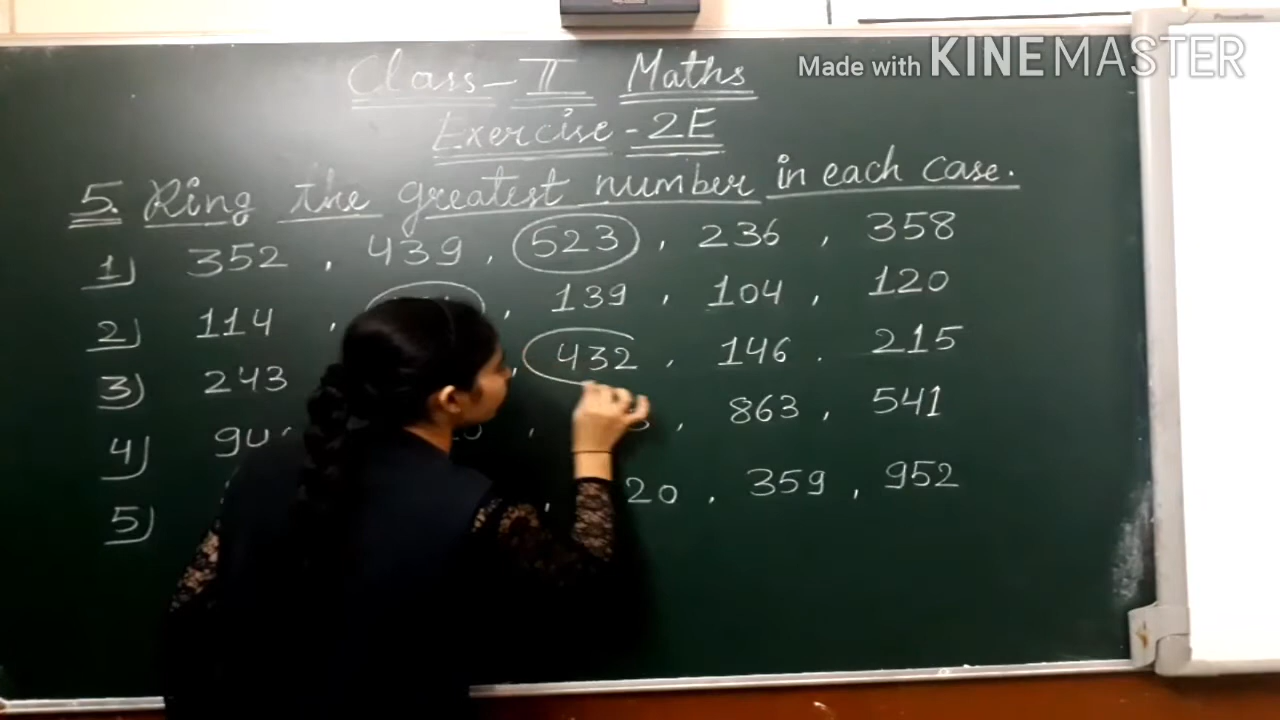 Made with KINEMASTER
Class-II Maths
Exercise-2E
5. Ring the greatest number in each case.
1) 352, 439, 523, 236, 358
2) 114, , 139, 104, 120
3) 243 , 432, 146. 215
4) , 863, 541
5) , 359, 952